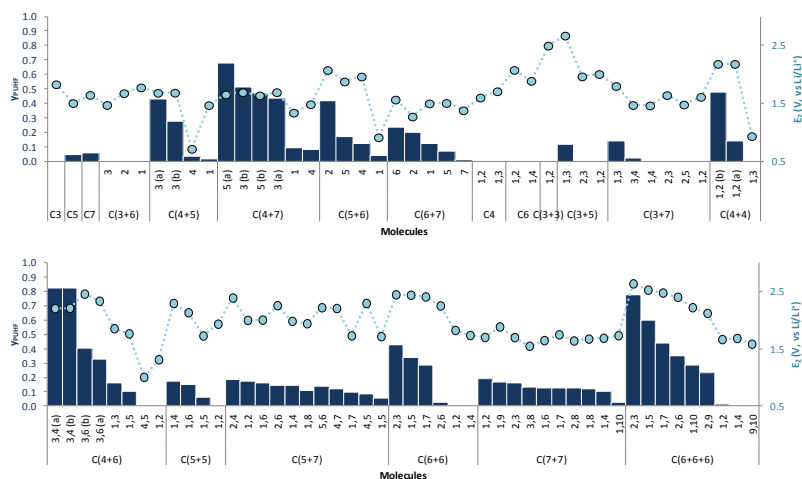 1.0
0.9
0.8
0.7
0.6
0.5
0.4
0.3
0.2
0.1
0.0
yPUHF
2.5
1.5
0.5
E₂ (V, vs Li/Li⁺)
3 2 1 3 (a) 3 (b) 4 1 5 (a) 3 (b) 5 (b) 3 (a) 1 4 2 5 4 1 6 2 1 5 7 1,2 1,3 1,2 1,4 1,2 1,3 2,3 1,2 1,3 3,4 1,4 2,3 2,5 1,2 1,2 (b) 1,2 (a) 1,3
C3 C5 C7 C(3+6) C(4+5) C(4+7) C(5+6) C(6+7) C4 C6 C(3+3) C(3+5) C(3+7) C(4+4)
Molecules
1.0
0.9
0.8
0.7
0.6
0.5
0.4
0.3
0.2
0.1
0.0
yPUHF
2.5
1.5
0.5
E₂ (V, vs Li/Li⁺)
3,4 (a) 3,4 (b) 3,6 (b) 3,6 (a) 1,3 1,5 4,5 1,2 1,4 1,6 1,5 1,2 2,4 1,2 1,6 2,6 1,4 1,8 5,6 4,7 1,7 4,5 1,5 2,3 1,5 1,7 2,6 1,2 1,4 1,2 1,9 2,3 3,8 1,6 1,7 2,8 1,8 1,4 1,10 2,3 1,5 1,7 2,6 1,10 2,9 1,2 1,4 9,10
C(4+6) C(5+5) C(5+7) C(6+6) C(7+7) C(6+6+6)
Molecules